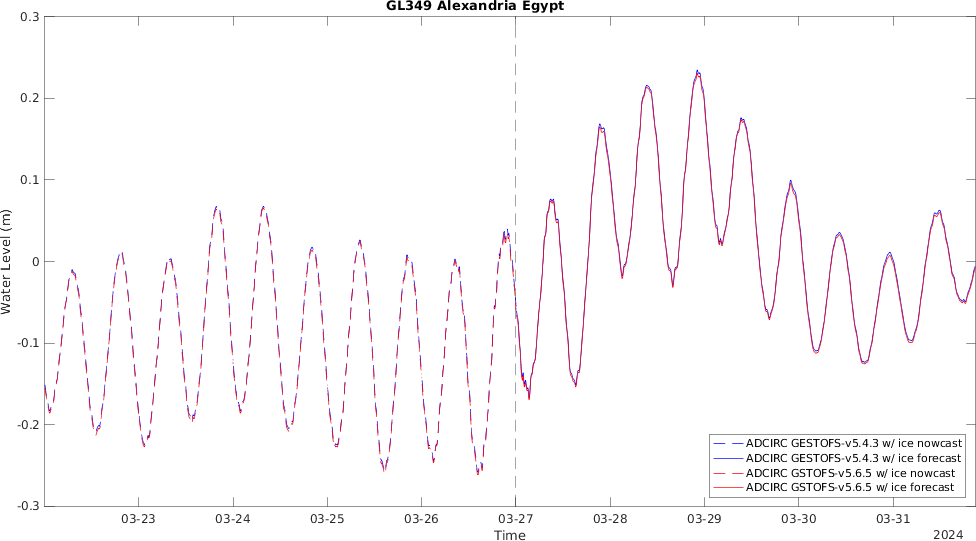 GL349 Alexandria Egypt
0.3
0.2
0.1
0
-0.1
-0.2
-0.3
Water Level (m)
ADCIRC GESTOFS-v5.4.3 w/ ice nowcast
ADCIRC GESTOFS-v5.4.3 w/ ice forecast
ADCIRC GSTOFS-v5.6.5 w/ ice nowcast
ADCIRC GSTOFS-v5.6.5 w/ ice forecast
03-23 03-24 03-25 03-26 03-27 03-28 03-29 03-30 03-31
Time
2024